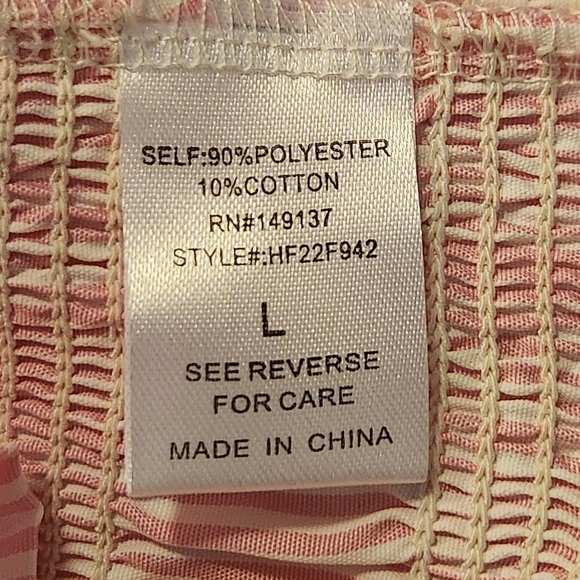 SELF:90%POLYESTER
10%COTTON
RN#149137
STYLE#:HF22F942
L
SEE REVERSE
FOR CARE
MADE IN CHINA